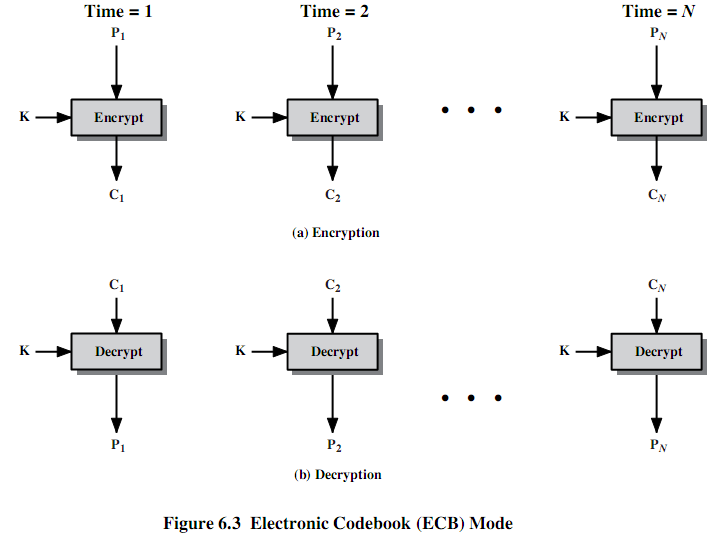 Time = 1 Time = 2 Time = N
P1 P2 PN
K Encrypt K Encrypt • • • K Encrypt
C1 C2 CN
(a) Encryption
C1 C2 CN
K Decrypt K Decrypt K Decrypt
• • •
P1 P2 PN
(b) Decryption
Figure 6.3 Electronic Codebook (ECB) Mode